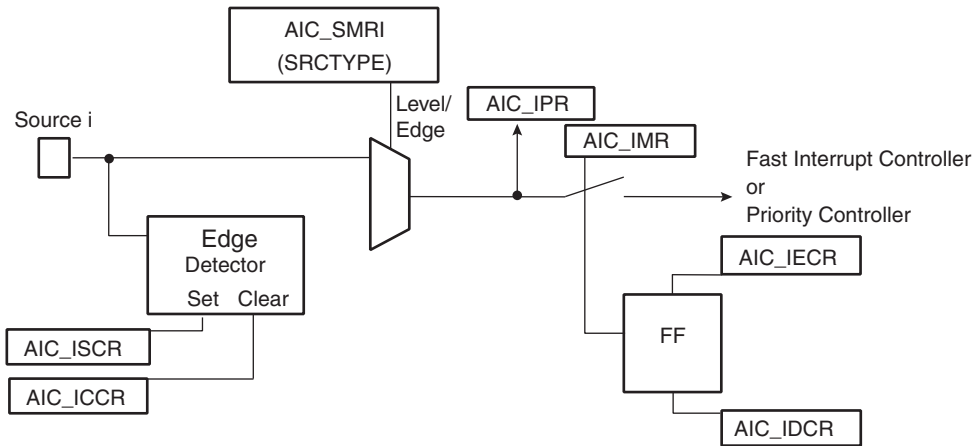 AIC_SMRI
(SRCTYPE)
Level/
Edge
Source i
AIC_IPR
AIC_IMR
Fast Interrupt Controller
or
Priority Controller
Edge
Detector
Set Clear
AIC_IECR
FF
AIC_ISCR
AIC_ICCR
AIC_IDCR